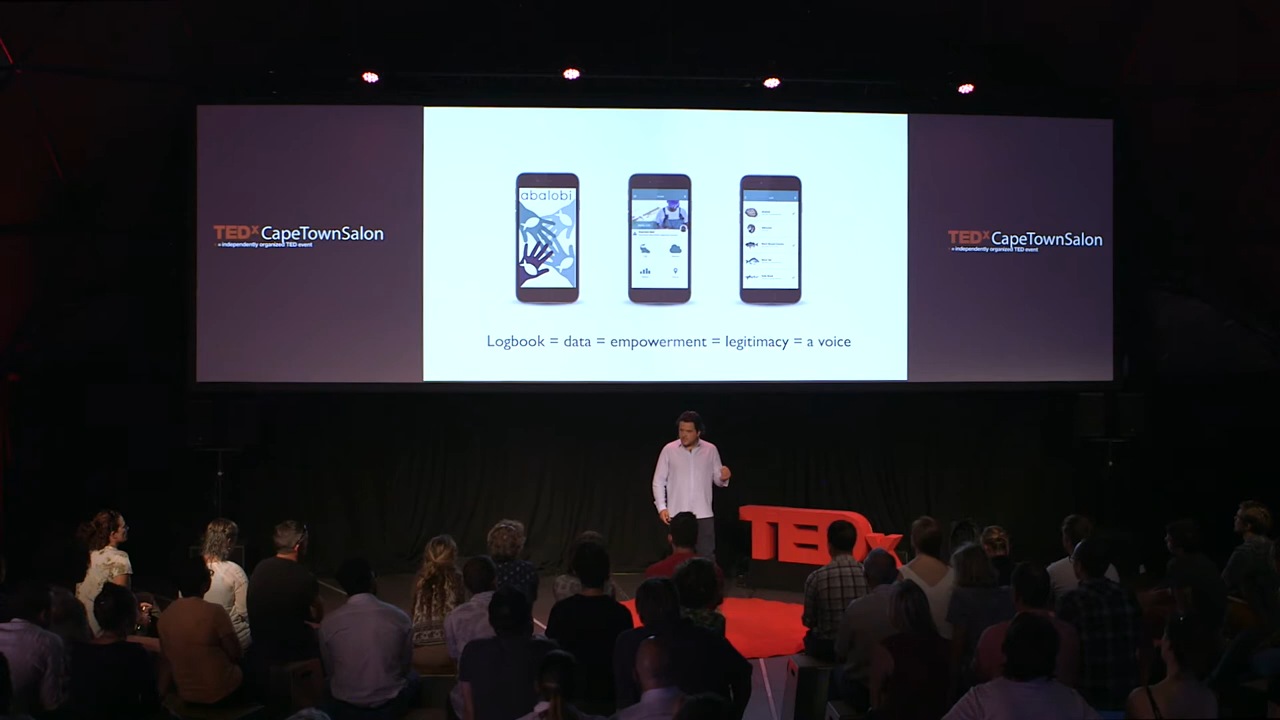 TEDxCapeTownSalon
x = independently organized TED event
abalobi
Logbook = data = empowerment = legitimacy = a voice
TEDxCapeTownSalon
x = independently organized TED event
TEDx